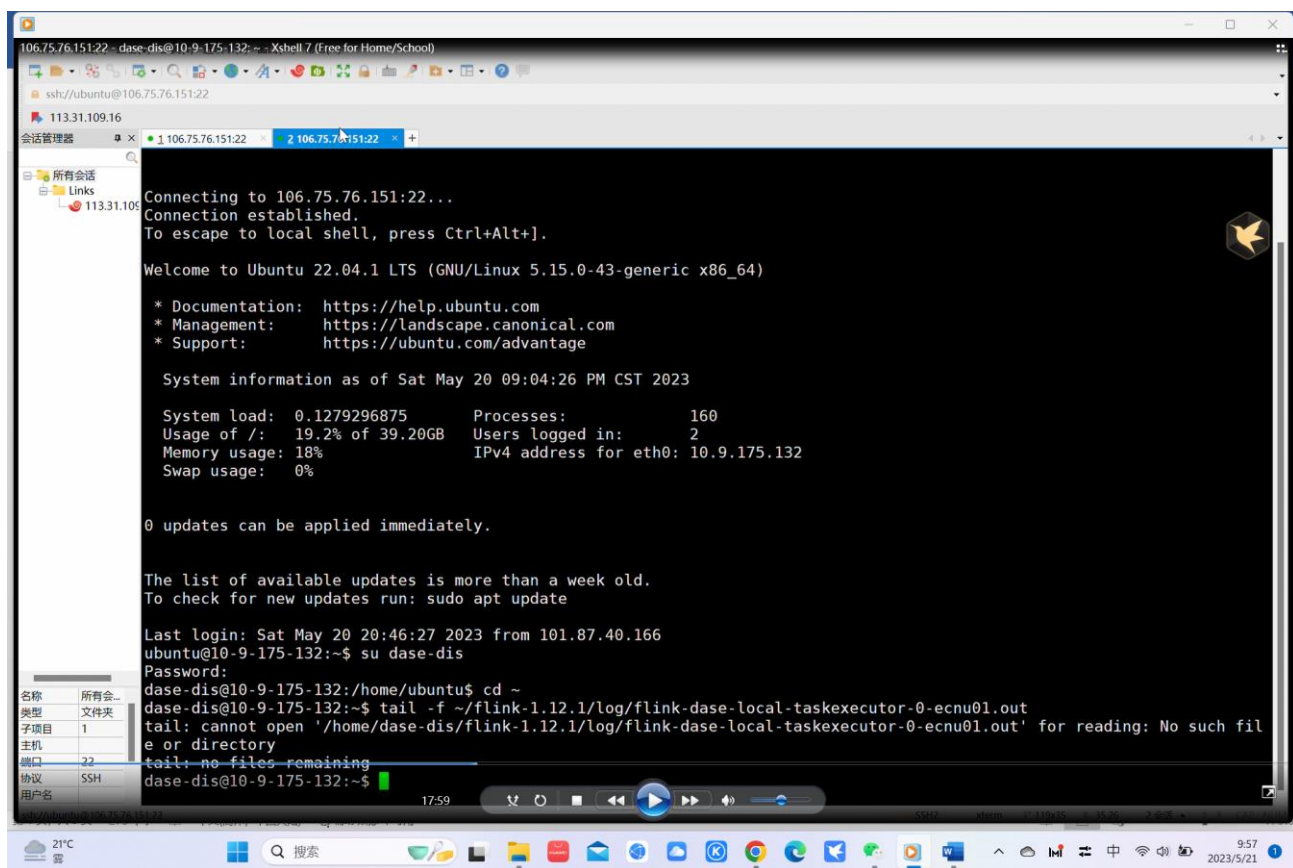 106.75.76.151:22 - dase-dis@10-9-175-132: ~ - Xshell 7 (Free for Home/School)
ssh://ubuntu@106.75.76.151:22
113.31.109.16
会话管理器
1 106.75.76.151:22
2 106.75.76.151:22
所有会话
Links
113.31.109
Connecting to 106.75.76.151:22...
Connection established.
To escape to local shell, press Ctrl+Alt+].
Welcome to Ubuntu 22.04.1 LTS (GNU/Linux 5.15.0-43-generic x86_64)
* Documentation:  https://help.ubuntu.com
* Management:     https://landscape.canonical.com
* Support:        https://ubuntu.com/advantage
System information as of Sat May 20 09:04:26 PM CST 2023
System load:  0.1279296875      Processes:             160
Usage of /:   19.2% of 39.20GB   Users logged in:       2
Memory usage: 18%               IPv4 address for eth0: 10.9.175.132
Swap usage:   0%
0 updates can be applied immediately.
The list of available updates is more than a week old.
To check for new updates run: sudo apt update
Last login: Sat May 20 20:46:27 2023 from 101.87.40.166
ubuntu@10-9-175-132:~$ su dase-dis
Password:
dase-dis@10-9-175-132:/home/ubuntu$ cd ~
dase-dis@10-9-175-132:~$ tail -f ~/flink-1.12.1/log/flink-dase-local-taskexecutor-0-ecnu01.out
tail: cannot open '/home/dase-dis/flink-1.12.1/log/flink-dase-local-taskexecutor-0-ecnu01.out' for reading: No such fil
e or directory
tail: no files remaining
dase-dis@10-9-175-132:~$
名称 所有会...
类型 文件夹
子项目 1
主机
端口 22
协议 SSH
用户名
17:59
ssh://ubuntu@106.75.76.151:22
SSH2 xterm
21°C
雾
搜索
中
9:57
2023/5/21
1